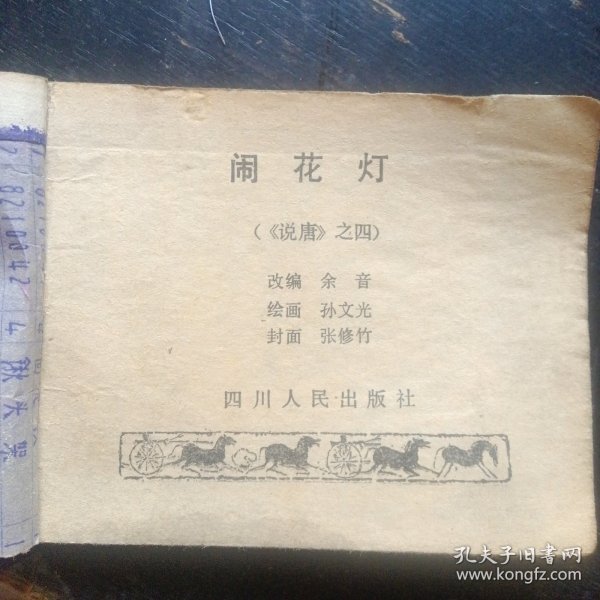 闹花灯
（《说唐》之四）
改编 余音
绘画 孙文光
封面 张修竹
四川人民出版社
孔夫子旧书网
www.kongfz.com